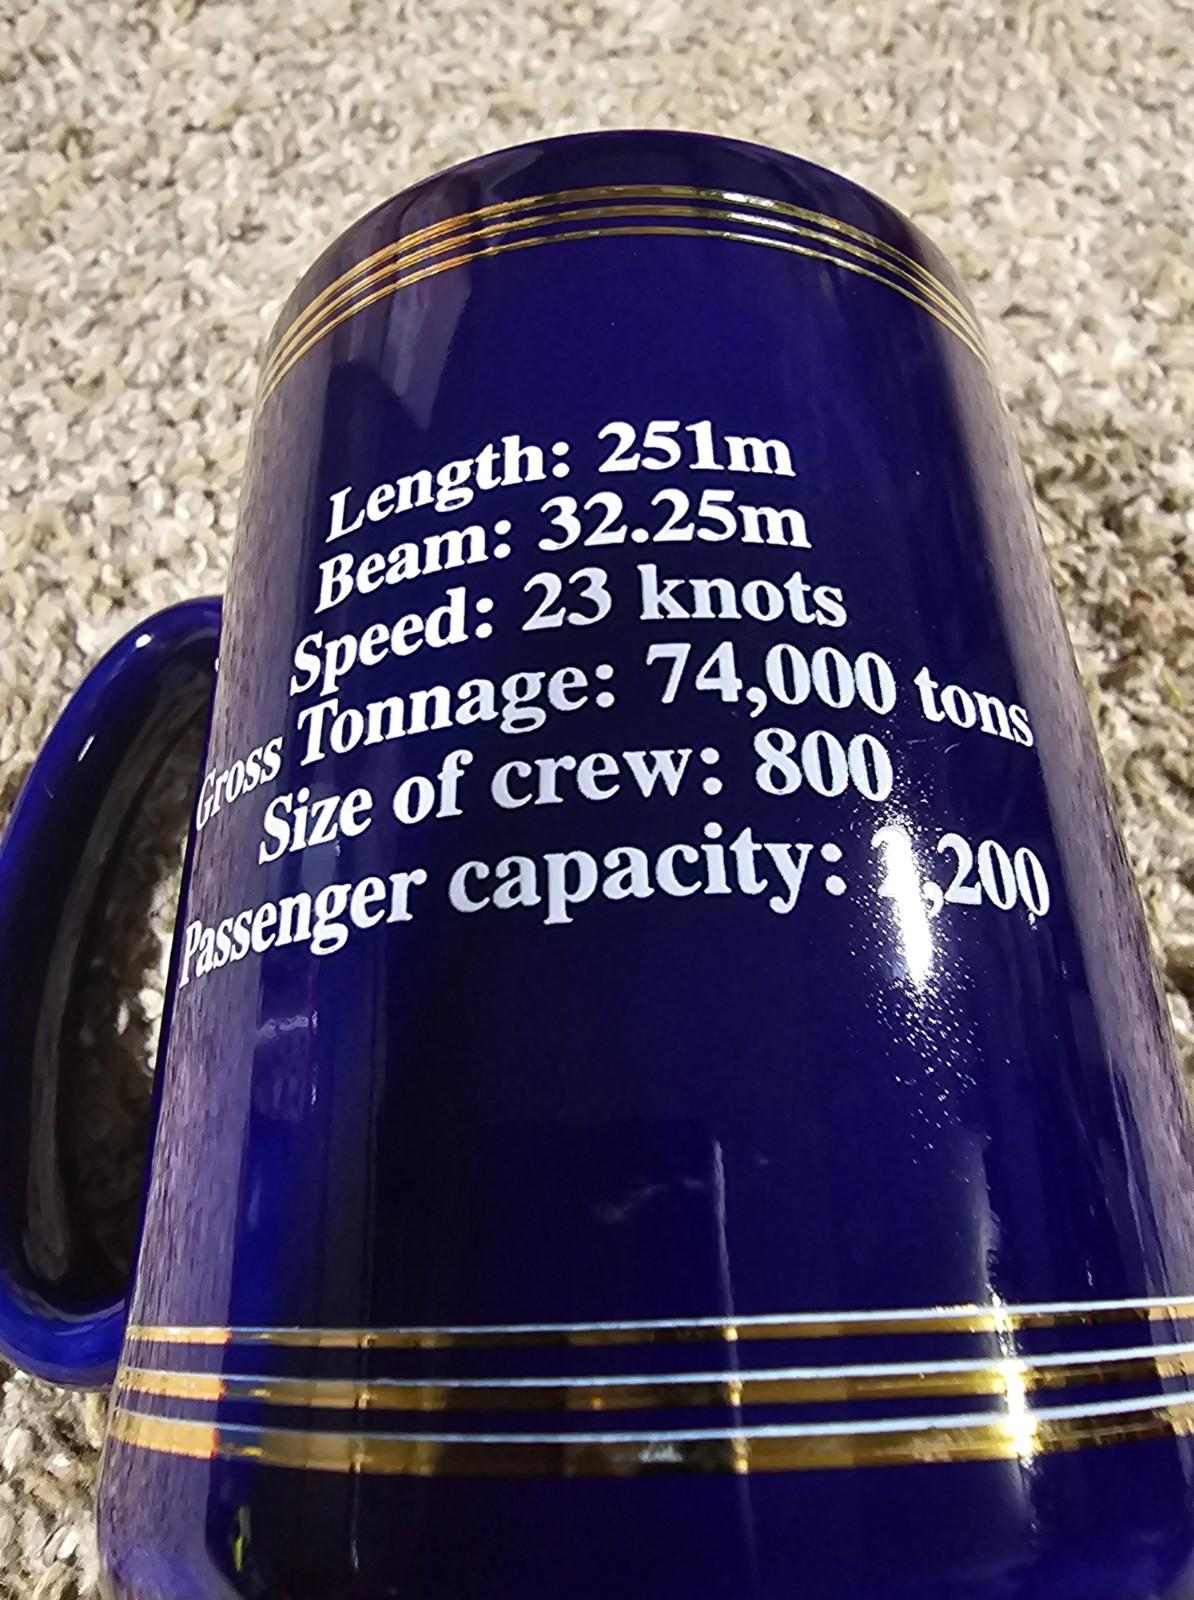 Length: 251m
Beam: 32.25m
Speed: 23 knots
Gross Tonnage: 74,000 tons
Size of crew: 800
Passenger capacity: